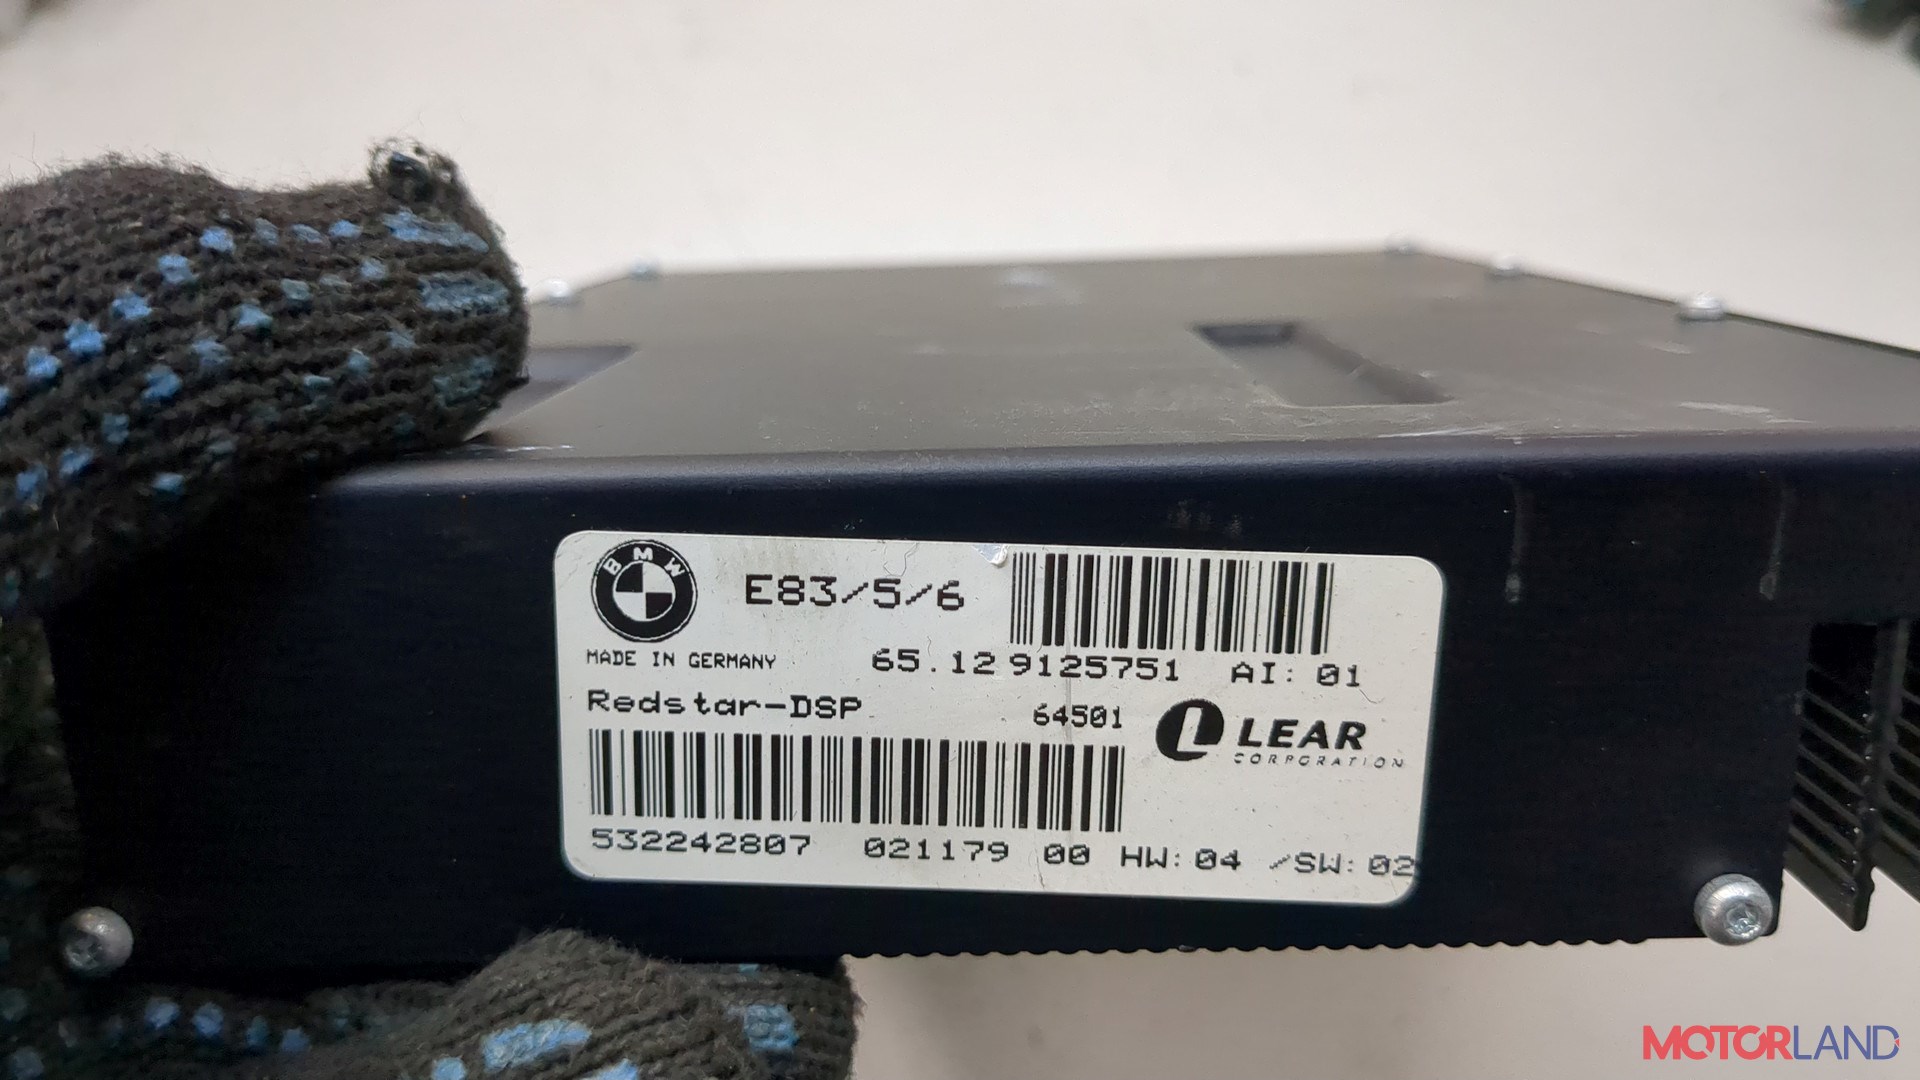 BMW
E83/5/6
MADE IN GERMANY
65.12 9125751 AI: 01
Redstar-DSP
64501
L LEAR
CORPORATION
532242807 021179 00 HW: 04 /SW: 02
MOTORLAND